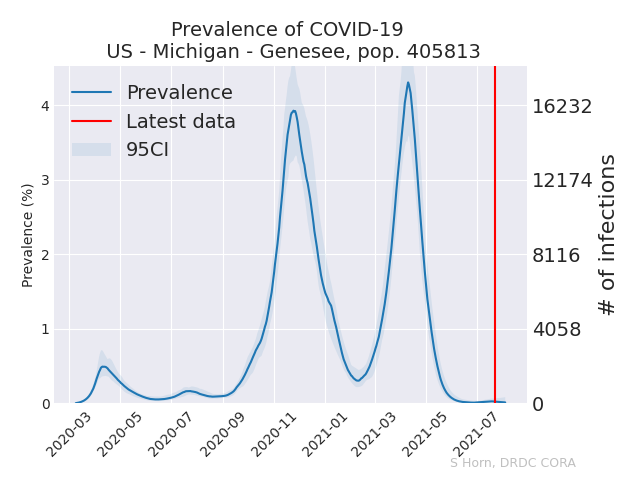 Prevalence of COVID-19
US - Michigan - Genesee, pop. 405813
Prevalence
Latest data
95CI
Prevalence (%)
4
3
2
1
0
16232
12174
8116
4058
0
# of infections
2020-03
2020-05
2020-07
2020-09
2020-11
2021-01
2021-03
2021-05
2021-07
S Horn, DRDC CORA